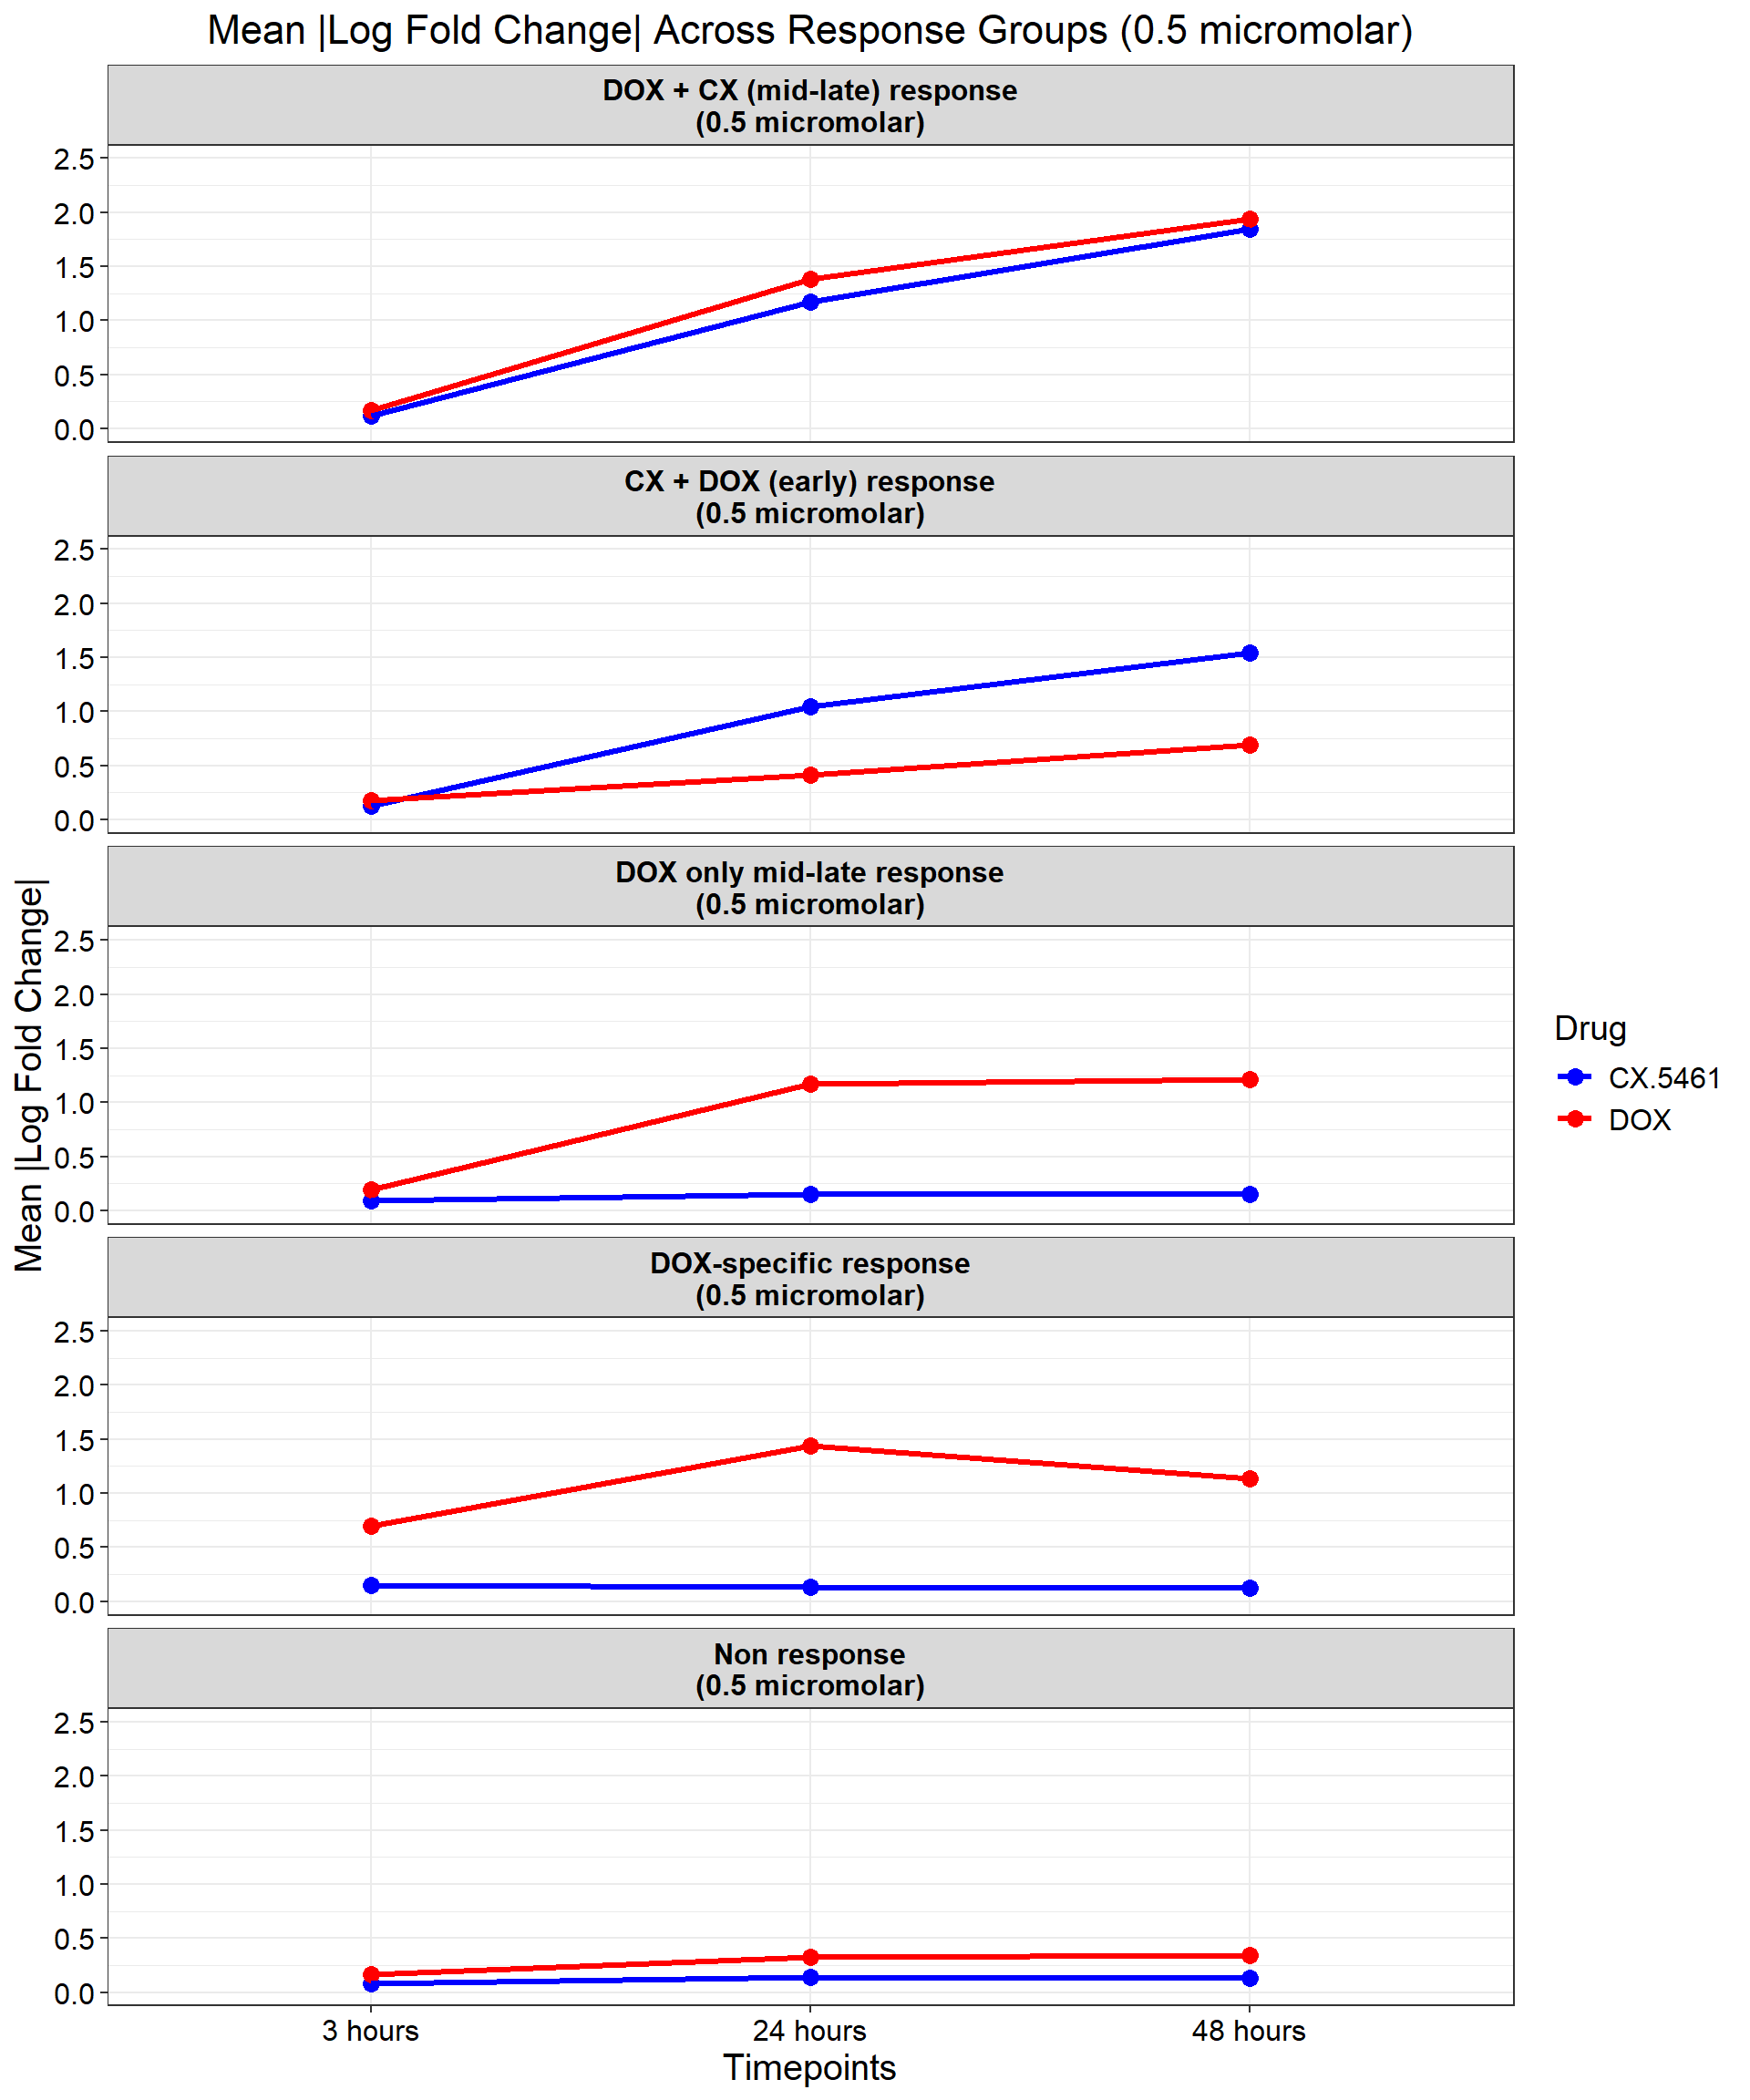 Mean |Log Fold Change| Across Response Groups (0.5 micromolar)
DOX + CX (mid-late) response
(0.5 micromolar)
2.5
2.0
1.5
1.0
0.5
0.0
CX + DOX (early) response
(0.5 micromolar)
2.5
2.0
1.5
1.0
0.5
0.0
DOX only mid-late response
(0.5 micromolar)
2.5
2.0
1.5
1.0
0.5
0.0
DOX-specific response
(0.5 micromolar)
2.5
2.0
1.5
1.0
0.5
0.0
Non response
(0.5 micromolar)
2.5
2.0
1.5
1.0
0.5
0.0
3 hours
24 hours
48 hours
Timepoints
Mean |Log Fold Change|
Drug
CX.5461
DOX